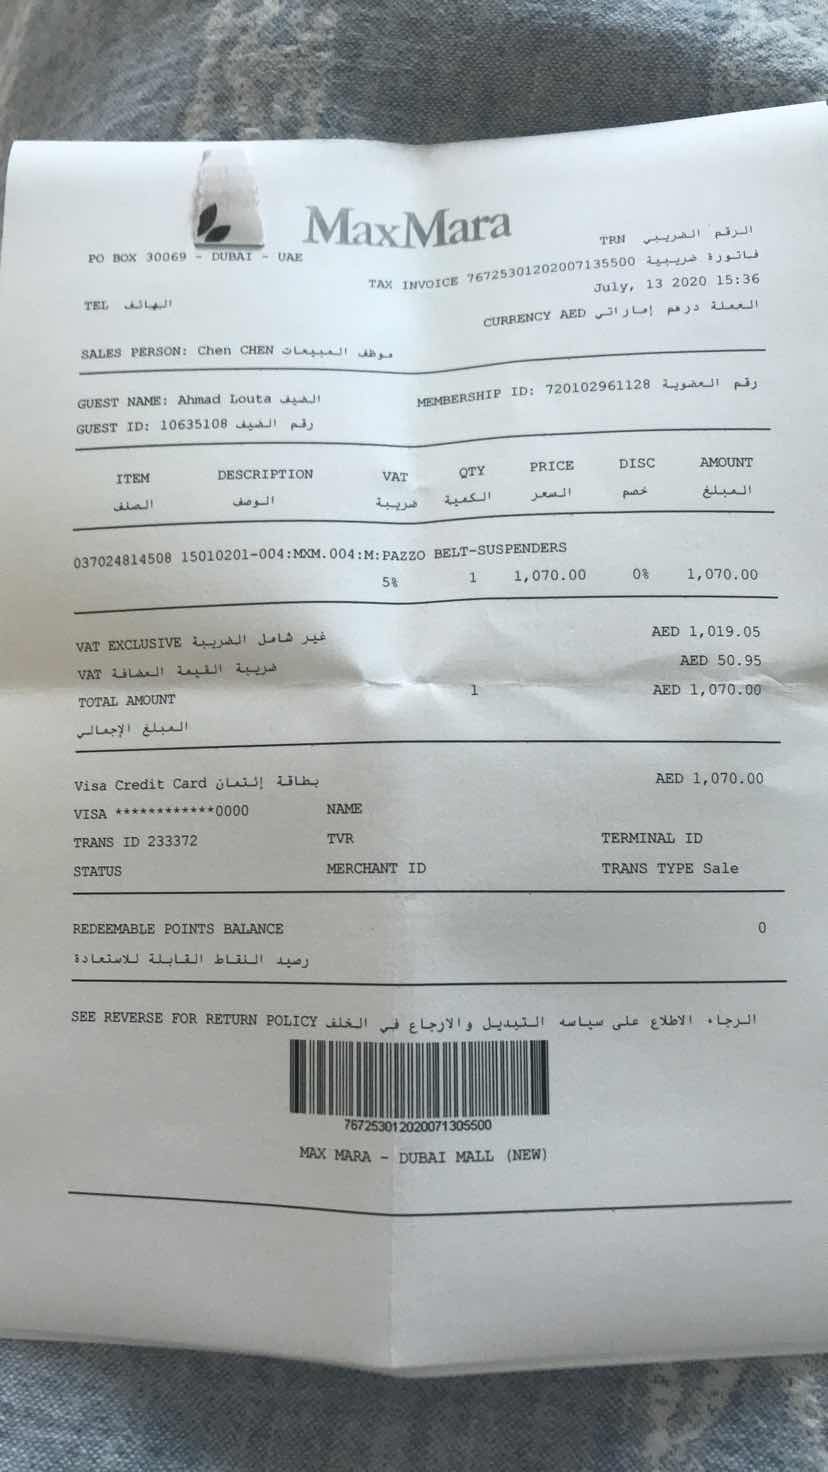 MaxMara
PO BOX 30069 - DUBAI - UAE
TRN الرقم الضريبي
TAX INVOICE 76725301202007135500 فاتورة ضريبية
July, 13 2020 15:36
TEL الهاتف
CURRENCY AED العملة درهم إماراتي
SALES PERSON: Chen CHEN موظف المبيعات
GUEST NAME: Ahmad Louta الضيف
MEMBERSHIP ID: 720102961128 رقم العضوية
GUEST ID: 10635108 رقم الضيف
ITEM DESCRIPTION VAT QTY PRICE DISC AMOUNT
الصنف الوصف ضريبة الكمية السعر خصم المبلغ
037024814508 15010201-004:MXM.004:M:PAZZO BELT-SUSPENDERS
5% 1 1,070.00 0% 1,070.00
VAT EXCLUSIVE غير شامل الضريبة AED 1,019.05
VAT ضريبة القيمة المضافة AED 50.95
TOTAL AMOUNT 1 AED 1,070.00
المبلغ الإجمالي
Visa Credit Card بطاقة إئتمان AED 1,070.00
VISA ************0000 NAME
TRANS ID 233372 TVR TERMINAL ID
STATUS MERCHANT ID TRANS TYPE Sale
REDEEMABLE POINTS BALANCE 0
رصيد النقاط القابلة للاستعادة
SEE REVERSE FOR RETURN POLICY الرجاء الاطلاع على سياسه التبديل والارجاع في الخلف
767253012020071305500
MAX MARA - DUBAI MALL (NEW)